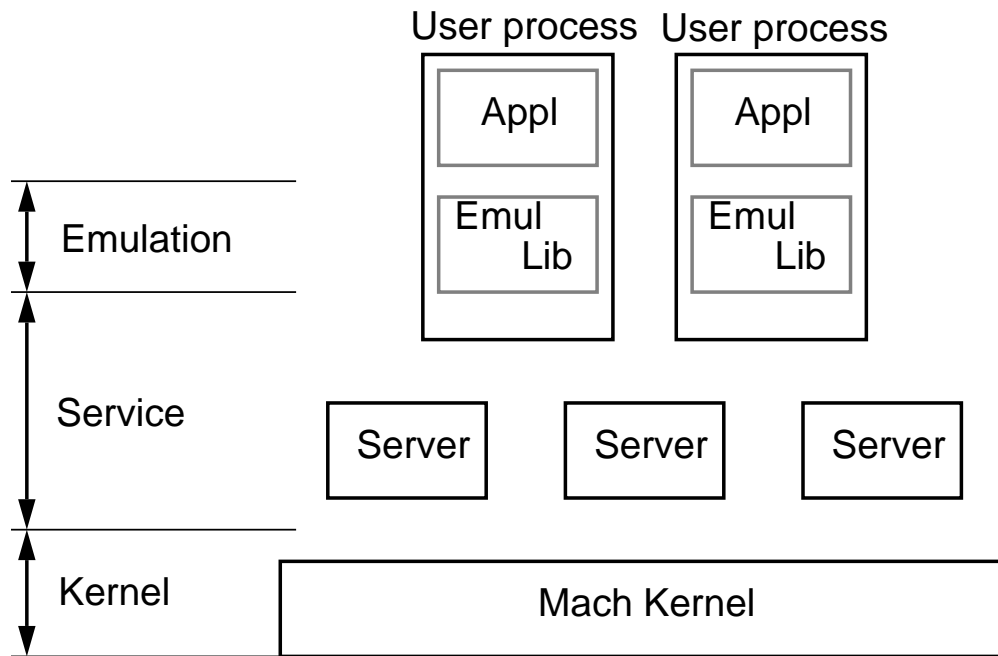 User process
User process
Appl
Appl
Emulation
Emul
Lib
Emul
Lib
Service
Server
Server
Server
Kernel
Mach Kernel